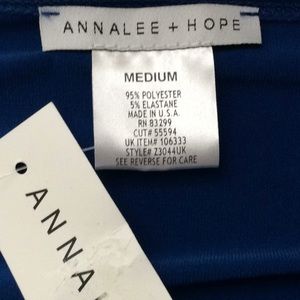 ANNALEE + HOPE
MEDIUM
95% POLYESTER
5% ELASTANE
MADE IN U.S.A.
RN 83299
CUT# 55594
UK ITEM# 106333
STYLE# Z3044UK
SEE REVERSE FOR CARE
ANNA